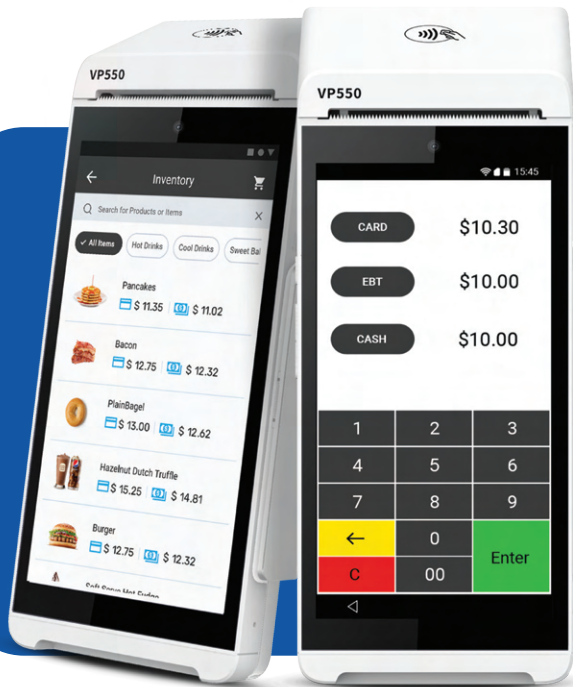 VP550
Inventory
Search for Products or Items
All Items
Hot Drinks
Cool Drinks
Sweet Bal
Pancakes
$ 11.35
$ 11.02
Bacon
$ 12.75
$ 12.32
PlainBagel
$ 13.00
$ 12.62
Hazelnut Dutch Truffle
$ 15.25
$ 14.81
Burger
$ 12.75
$ 12.32
VP550
15:45
CARD
$10.30
EBT
$10.00
CASH
$10.00
1 2 3
4 5 6
7 8 9
0
C 00 Enter